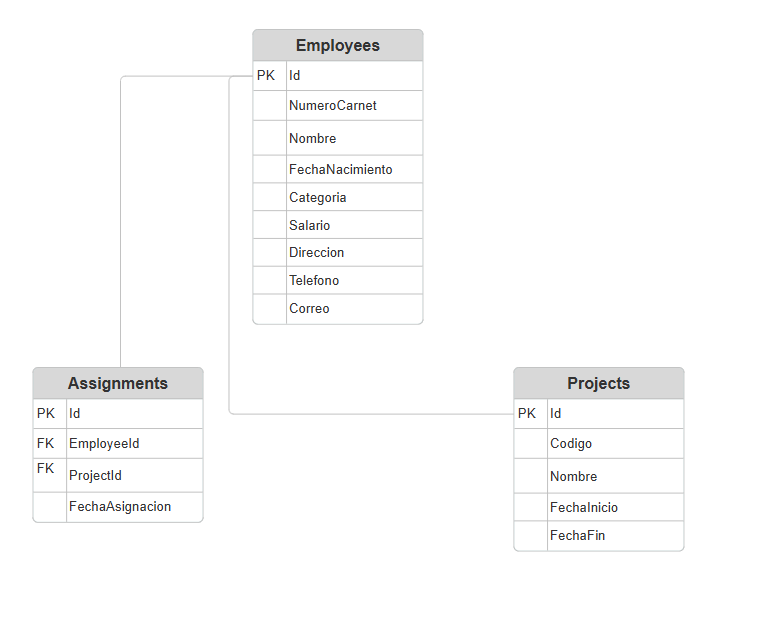 Employees
PK Id
NumeroCarnet
Nombre
FechaNacimiento
Categoria
Salario
Direccion
Telefono
Correo
Assignments
PK Id
FK EmployeeId
FK ProjectId
FechaAsignacion
Projects
PK Id
Codigo
Nombre
FechaInicio
FechaFin